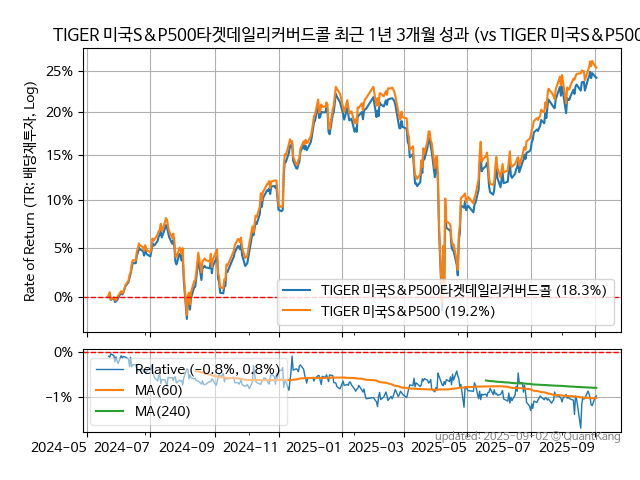 TIGER 미국S&P500타겟데일리커버드콜 최근 1년 3개월 성과 (vs TIGER 미국S&P500
Rate of Return (TR: 배당재투자, Log)
25%
20%
15%
10%
5%
0%
TIGER 미국S&P500타겟데일리커버드콜 (18.3%)
TIGER 미국S&P500 (19.2%)
0%
−1%
Relative (−0.8%, 0.8%)
MA(60)
MA(240)
updated: 2025-09-02 © QuantKang
2024-05 2024-07 2024-09 2024-11 2025-01 2025-03 2025-05 2025-07 2025-09